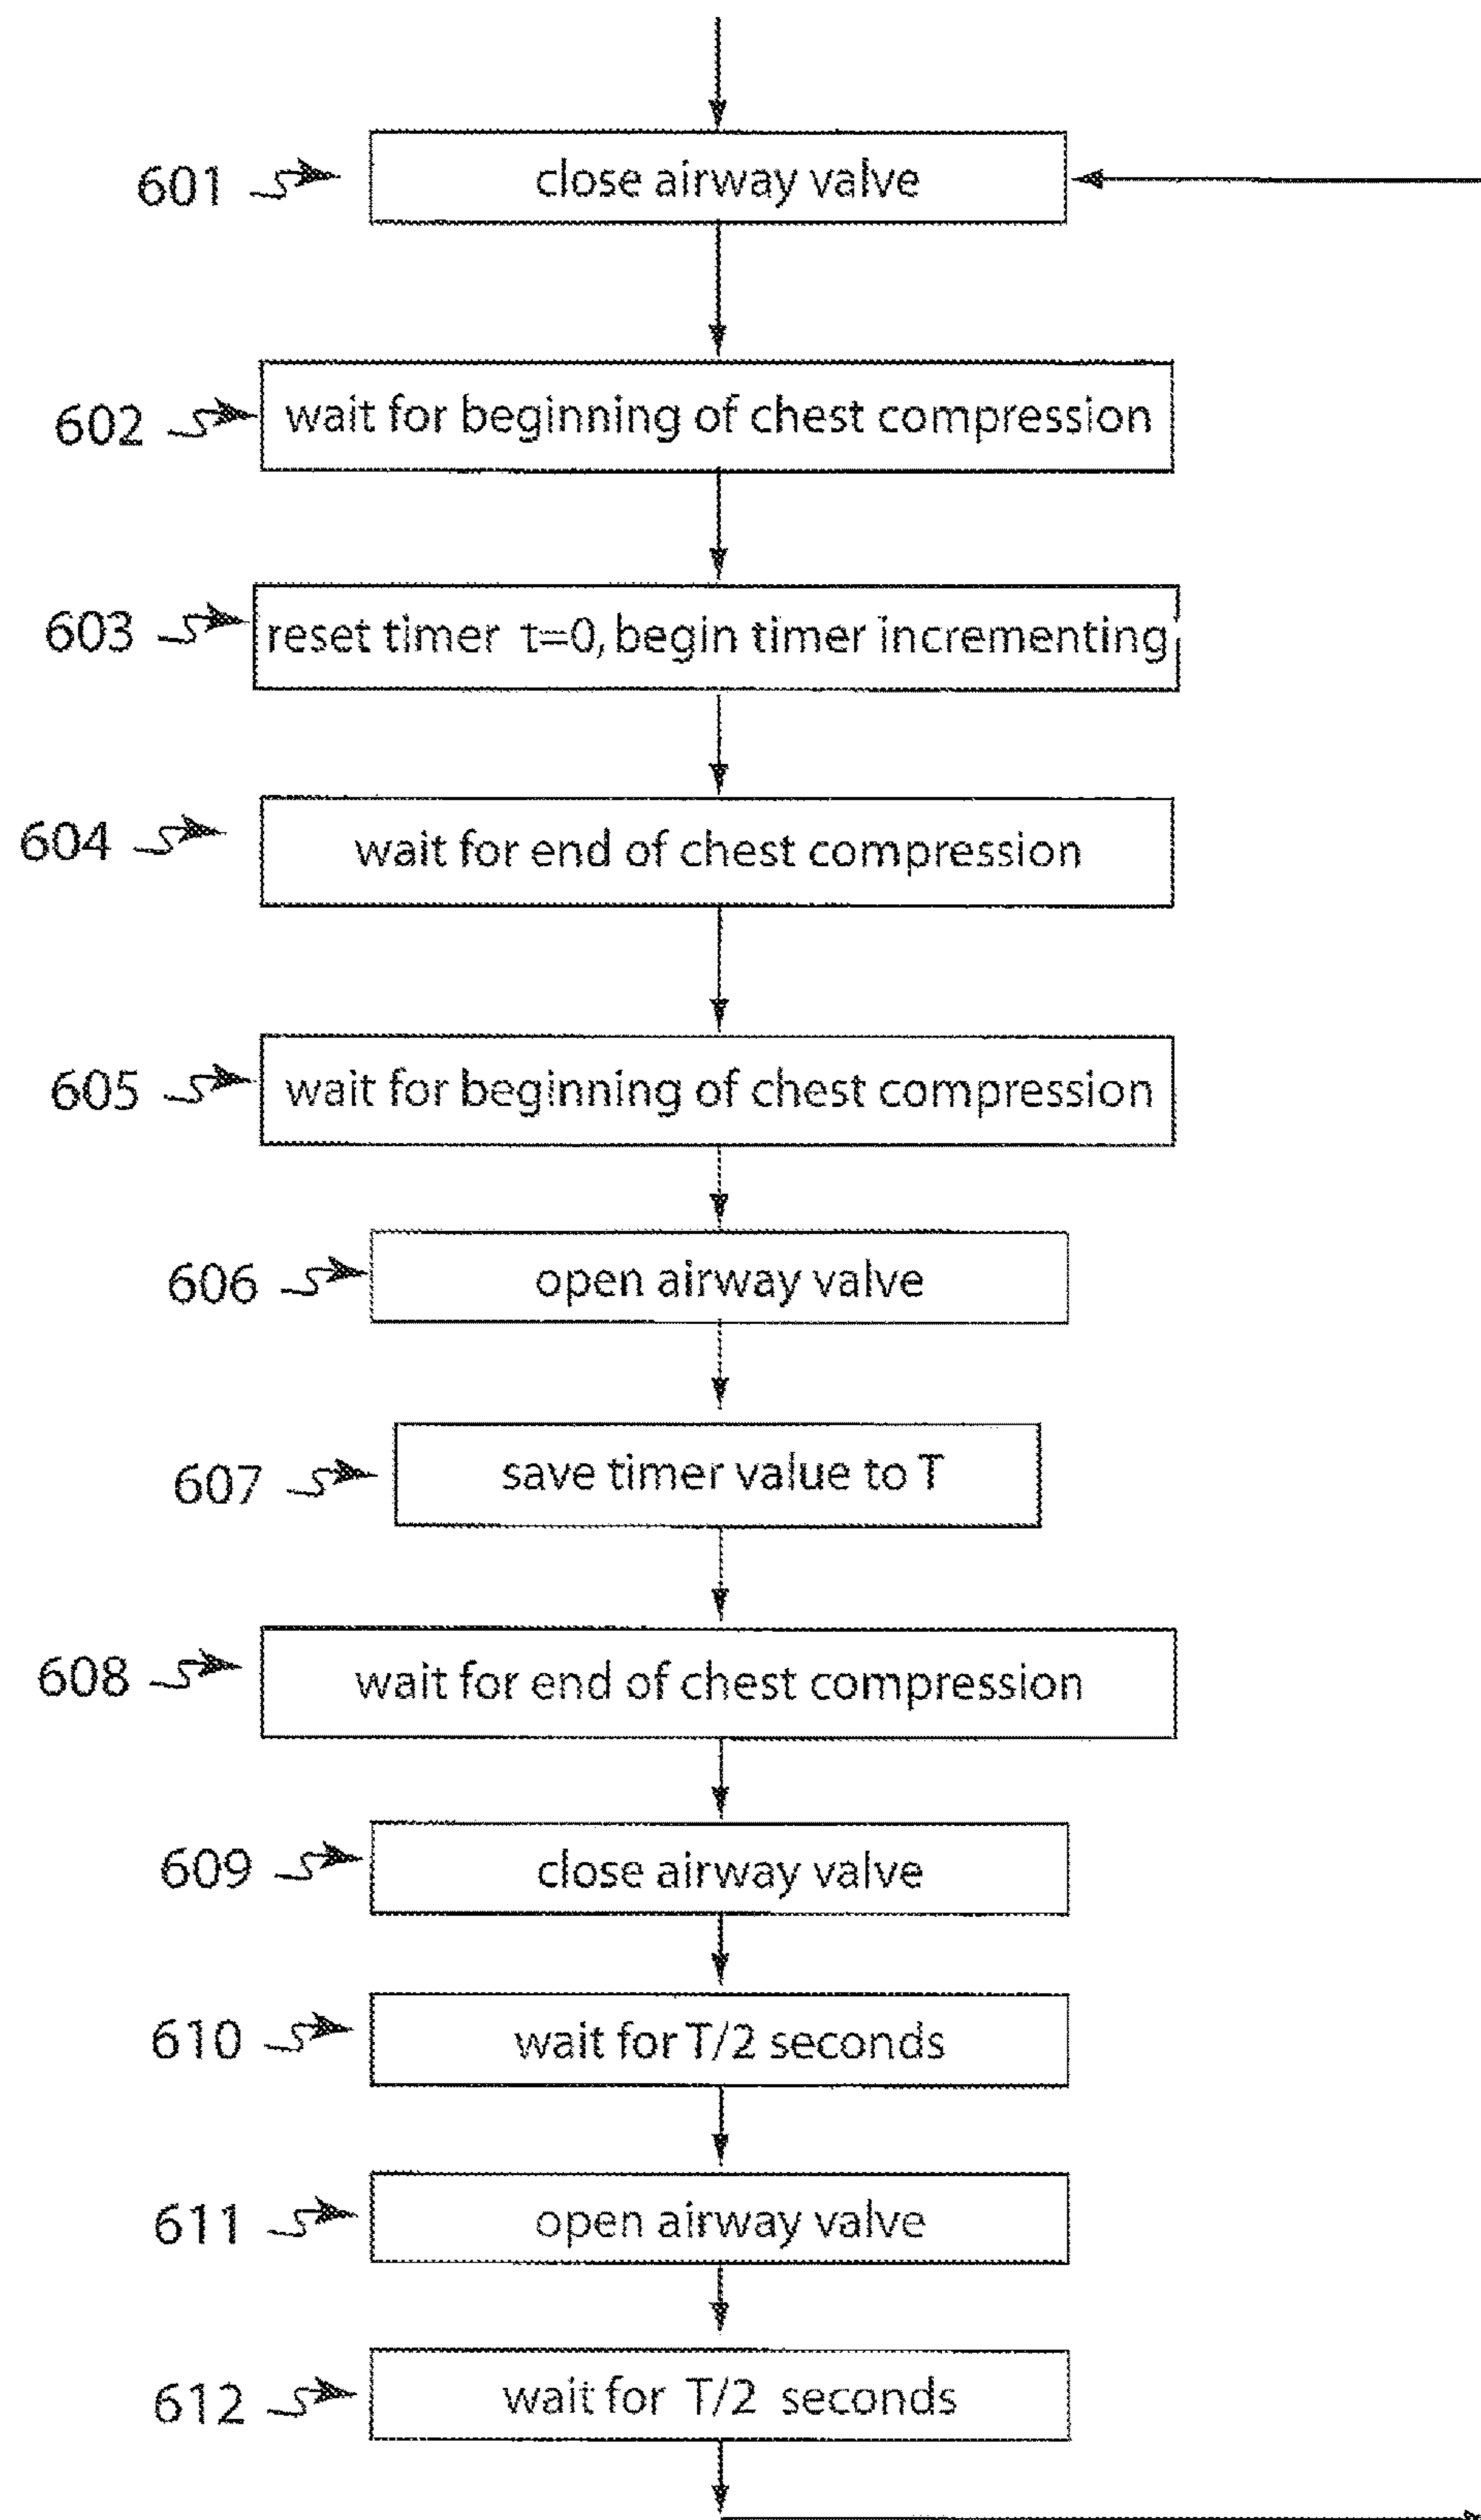 601 close airway valve
602 wait for beginning of chest compression
603 reset timer t=0, begin timer incrementing
604 wait for end of chest compression
605 wait for beginning of chest compression
606 open airway valve
607 save timer value to T
608 wait for end of chest compression
609 close airway valve
610 wait for T/2 seconds
611 open airway valve
612 wait for T/2 seconds